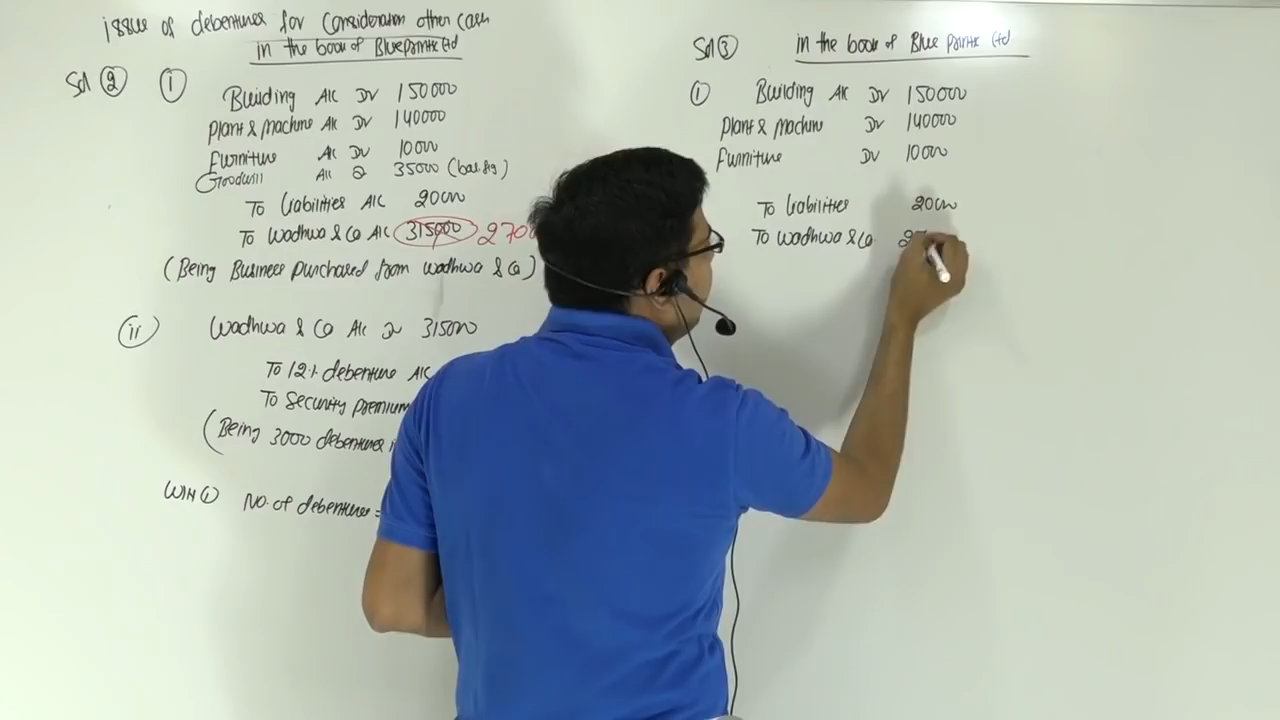 issue of debentures for Consideration other cash
in the book of Blueprints Ltd
Sol ② ① Building A/c Dr 150000
Plant & Machine A/c Dr 140000
Furniture A/c Dr 10000
Goodwill A/c 35000 (bal.fig)
To liabilities A/c 20000
To Wadhwa & Co A/c 315000 270
(Being Business purchased from Wadhwa & Co)
ii Wadhwa & Co A/c Dr 315000
To 12% debenture A/c
To Security premium
(Being 3000 debentures
WN ① No. of debentures =
Sol ③ in the book of Blue Prints Ltd
① Building A/c Dr 150000
Plant & Machine Dr 140000
Furniture Dr 10000
To liabilities 20000
To Wadhwa & Co